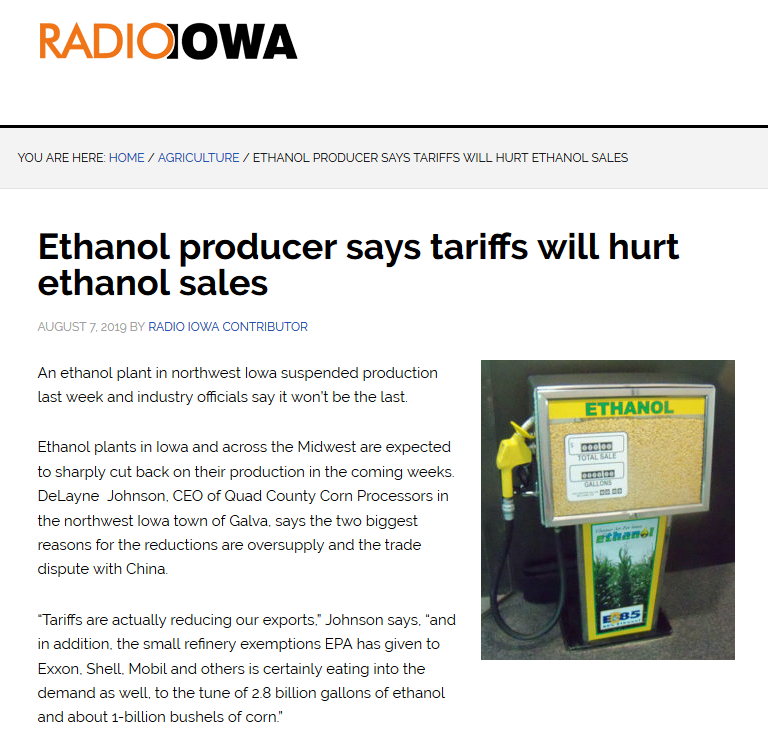 RADIOIOWA
YOU ARE HERE: HOME / AGRICULTURE / ETHANOL PRODUCER SAYS TARIFFS WILL HURT ETHANOL SALES
Ethanol producer says tariffs will hurt
ethanol sales
AUGUST 7, 2019 BY RADIO IOWA CONTRIBUTOR
An ethanol plant in northwest Iowa suspended production
last week and industry officials say it won't be the last.
Ethanol plants in Iowa and across the Midwest are expected
to sharply cut back on their production in the coming weeks.
DeLayne Johnson, CEO of Quad County Corn Processors in
the northwest Iowa town of Galva, says the two biggest
reasons for the reductions are oversupply and the trade
dispute with China.
“Tariffs are actually reducing our exports,” Johnson says, “and
in addition, the small refinery exemptions EPA has given to
Exxon, Shell, Mobil and others is certainly eating into the
demand as well, to the tune of 2.8 billion gallons of ethanol
and about 1-billion bushels of corn.”
ETHANOL
TOTAL SALE
GALLONS
ethanol
E85